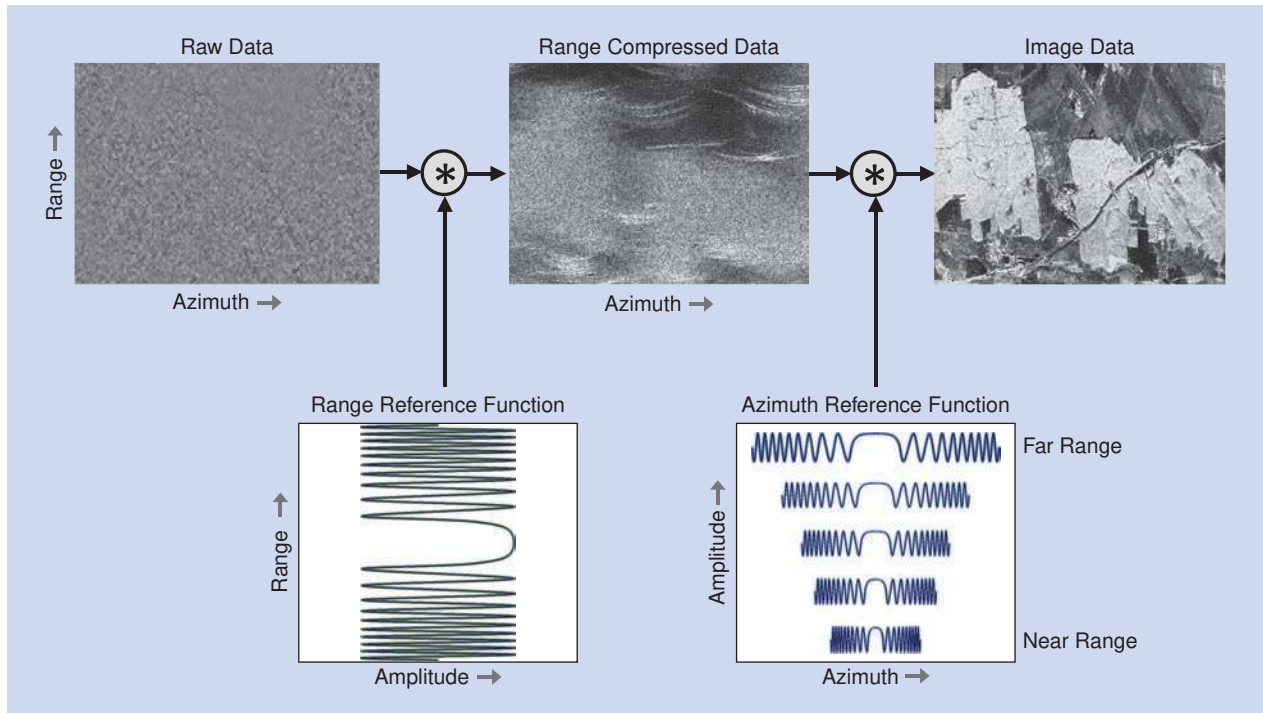 Raw Data
Range Compressed Data
Image Data
Range →
*
*
Azimuth →
Azimuth →
Range Reference Function
Azimuth Reference Function
Range →
Amplitude →
Far Range
Near Range
Amplitude →
Azimuth →